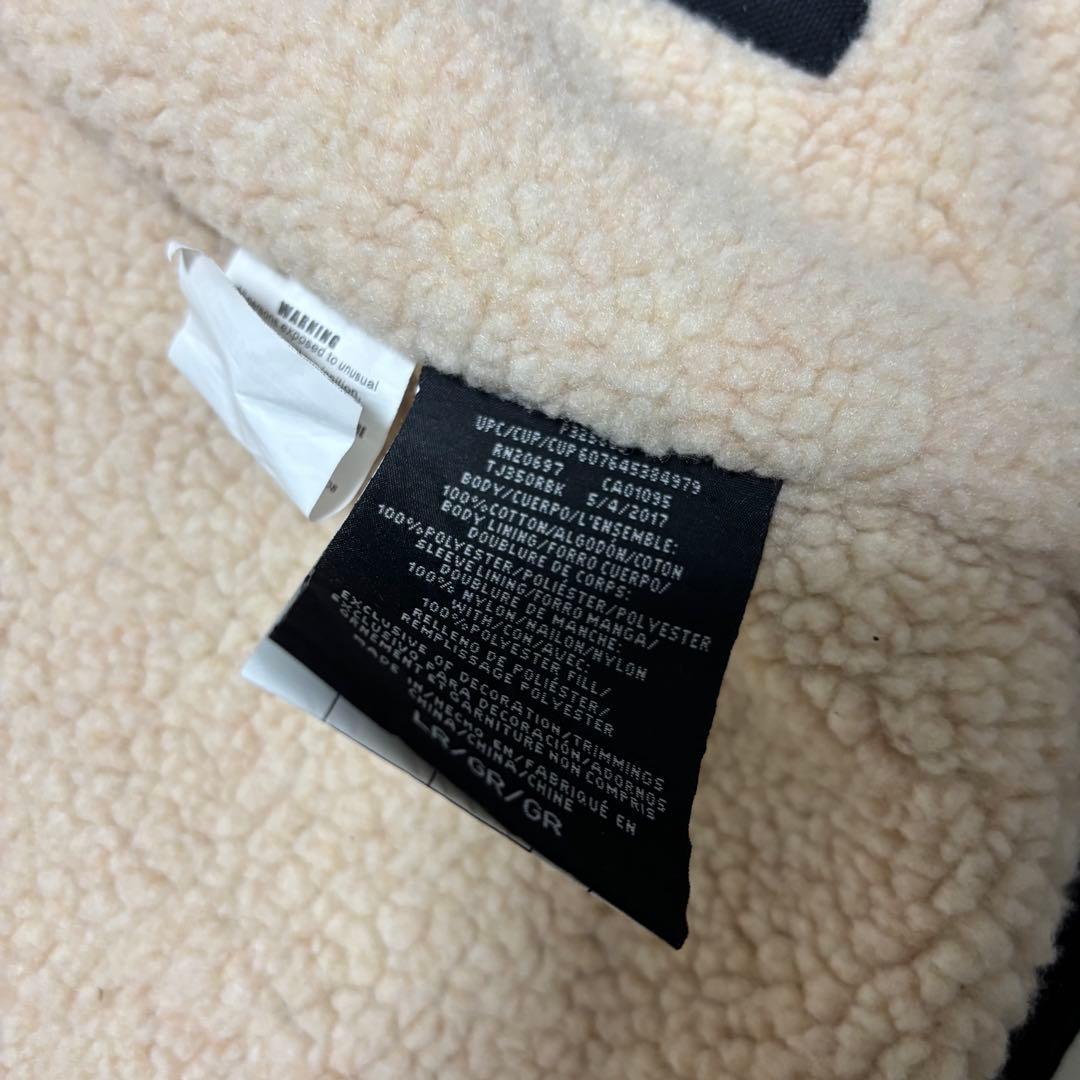 WARNING
exposed to unusual
UPC/CUP/CUP 607645384979
RN20697 CA01095
TJ350RBK 5/4/2017
BODY/CUERPO/L'ENSEMBLE:
100%COTTON/ALGODÓN/COTON
BODY LINING/FORRO CUERPO/
DOUBLURE DE CORPS:
100%POLYESTER/POLIÉSTER/POLYESTER
SLEEVE LINING/FORRO MANGA/
DOUBLURE DE MANCHE:
100% NYLON/NAILON/NYLON
WITH/CON/AVEC:
100%POLYESTER FILL/
RELLENO DE POLIÉSTER/
REMPLISSAGE POLYESTER
EXCLUSIVE OF DECORATION/TRIMMINGS
EXCLUSIVO PARA DECORACIÓN/ADORNOS
ORNEMENT ET GARNITURE NON COMPRIS
MADE IN/HECHO EN/FABRIQUÉ EN
CHINA/CHINA/CHINE
LR/GR/GR